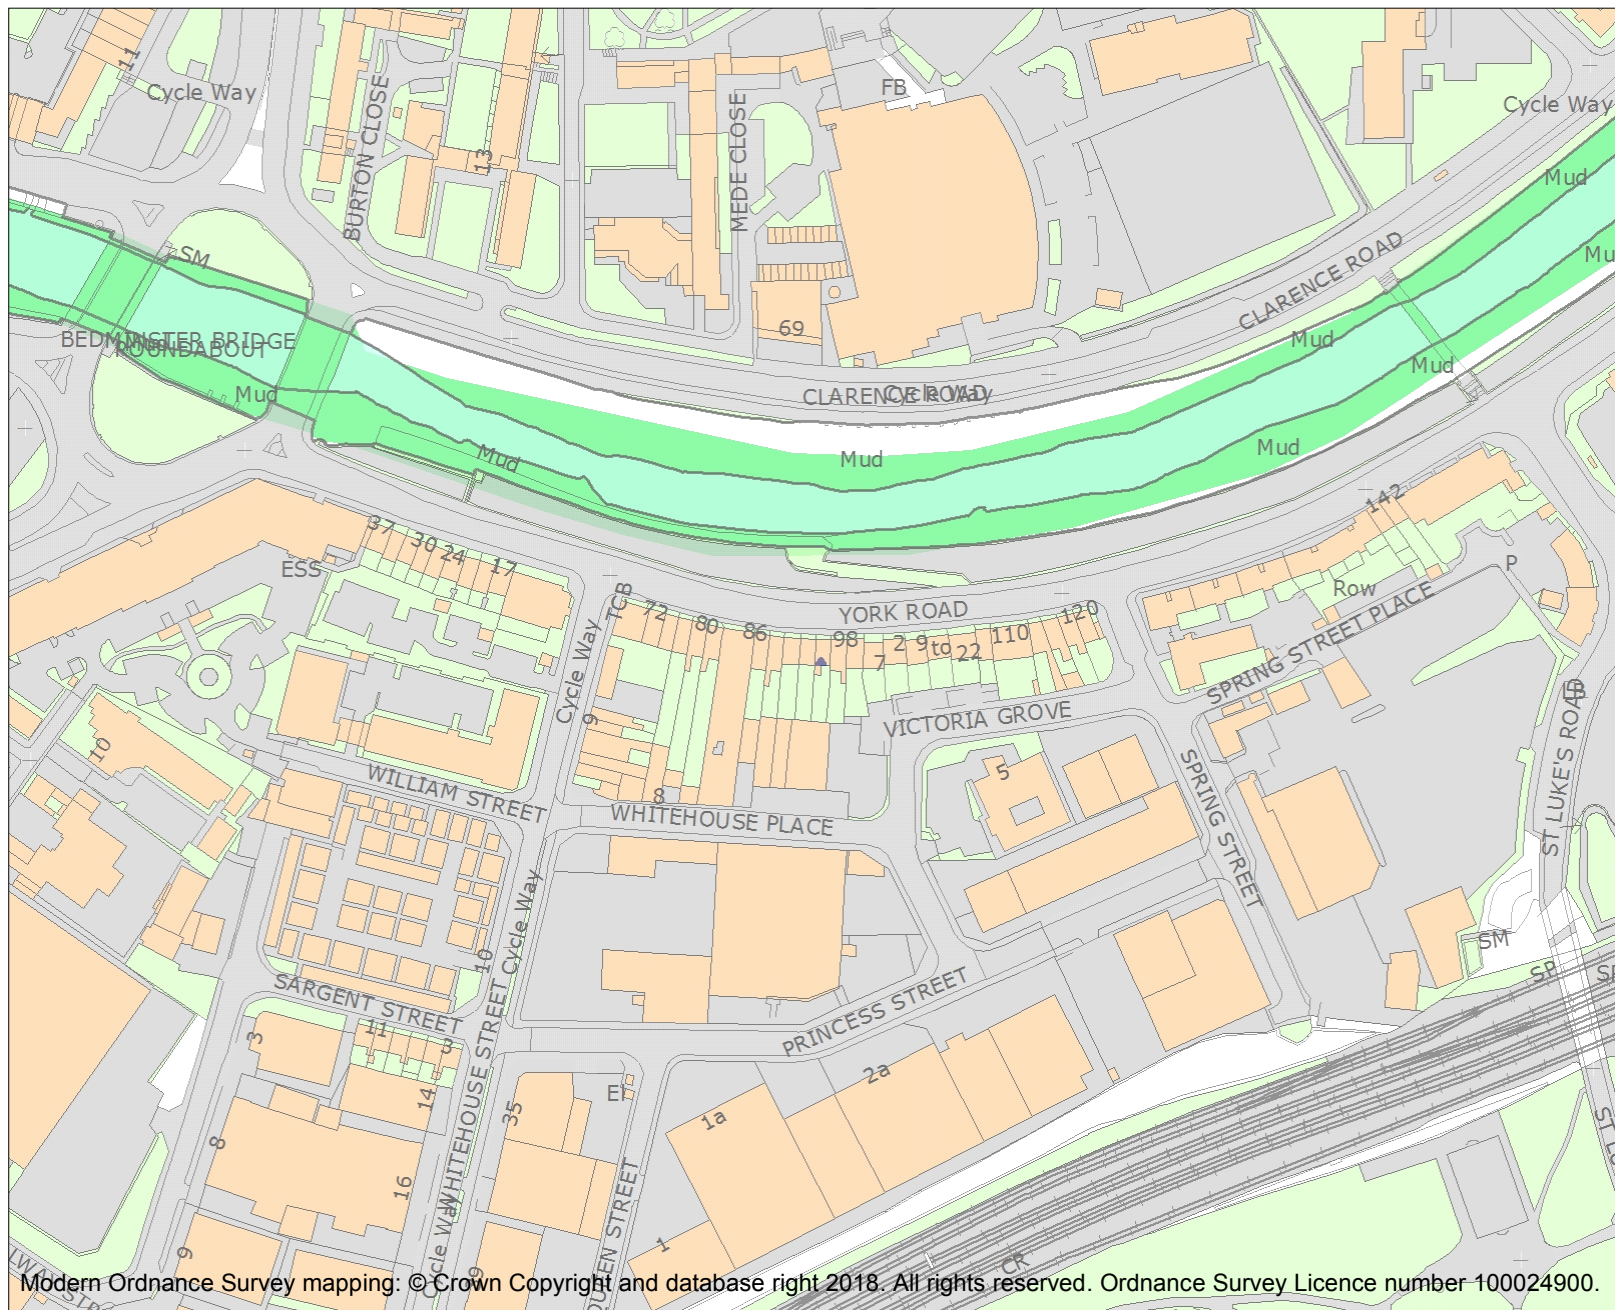 11
Cycle Way
BURTON CLOSE
13
MEDE CLOSE
FB
Cycle Way
Mud
Mud
SM
CLARENCE ROAD
69
BEDMINSTER BRIDGE
ROUNDABOUT
Mud
Mud
Mud
Mud
CLARENCE ROAD
Cycle Way
Mud
Mud
Mud
142
37
30
24
17
ESS
TCB
72
80
86
98
YORK ROAD
2
9
to
22
7
110
120
Row
P
SPRING STREET PLACE
Cycle Way
9
VICTORIA GROVE
LB
ST LUKE'S ROAD
10
WILLIAM STREET
8
WHITEHOUSE PLACE
5
SPRING STREET
Cycle Way
10
SARGENT STREET
WHITEHOUSE STREET
PRINCESS STREET
SM
SP
3
11
3
14
35
El
1a
2a
8
16
WHITEHOUSE STREET
Cycle Way
QUEEN STREET
9
9
1
CR
Modern Ordnance Survey mapping: © Crown Copyright and database right 2018. All rights reserved. Ordnance Survey Licence number 100024900.